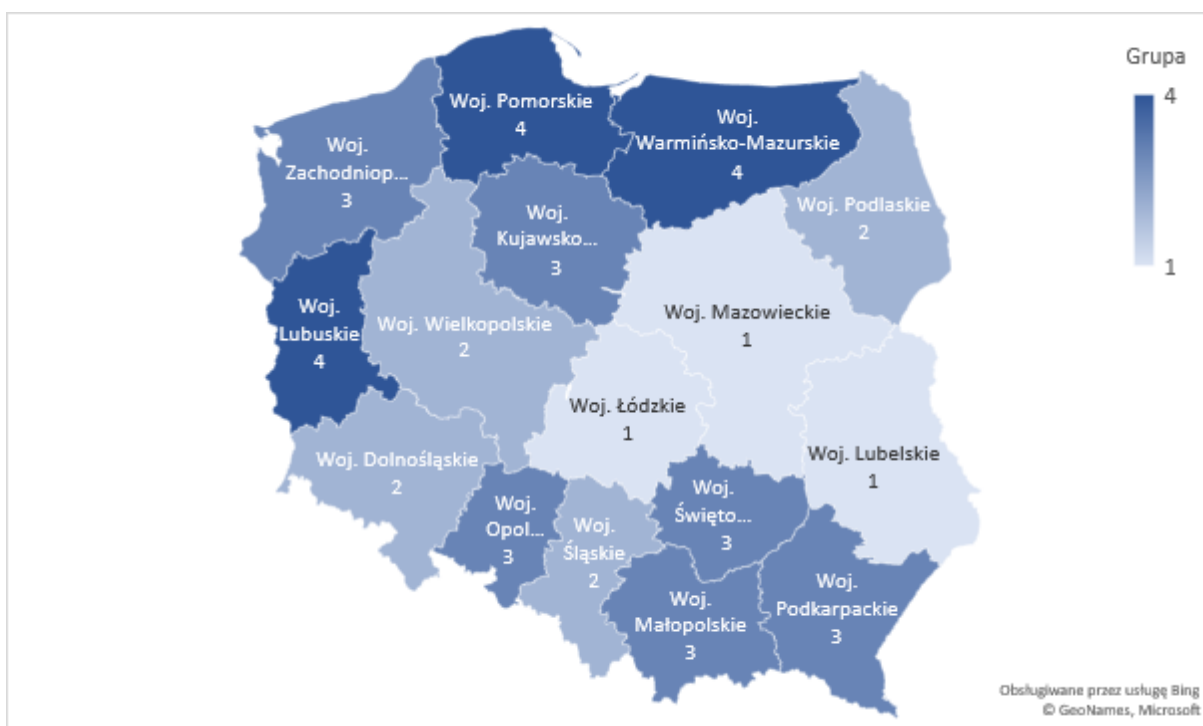 Grupa
4
1
Woj. Pomorskie
4
Woj.
Warmińsko-Mazurskie
4
Woj.
Zachodniop...
3
Woj. Podlaskie
2
Woj.
Kujawsko...
3
Woj.
Lubuskie
4
Woj. Wielkopolskie
2
Woj. Mazowieckie
1
Woj. Łódzkie
1
Woj. Lubelskie
1
Woj. Dolnośląskie
2
Woj.
Opol...
3
Woj.
Śląskie
2
Woj.
Święto...
3
Woj.
Małopolskie
3
Woj.
Podkarpackie
3
Obsługiwane przez usługę Bing
© GeoNames, Microsoft